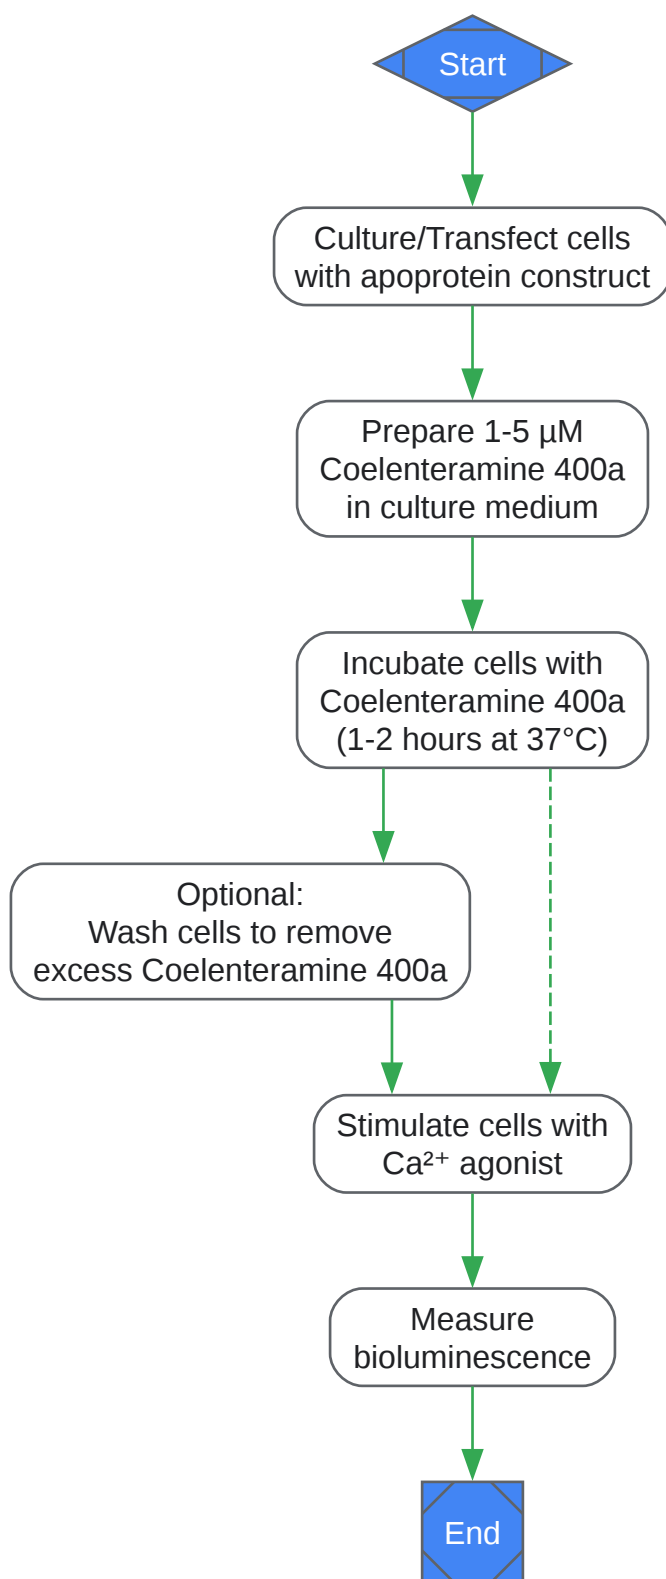 Start
Culture/Transfect cells
with apoprotein construct
Prepare 1-5 µM
Coelenteramine 400a
in culture medium
Incubate cells with
Coelenteramine 400a
(1-2 hours at 37°C)
Optional:
Wash cells to remove
excess Coelenteramine 400a
Stimulate cells with
Ca²⁺ agonist
Measure
bioluminescence
End